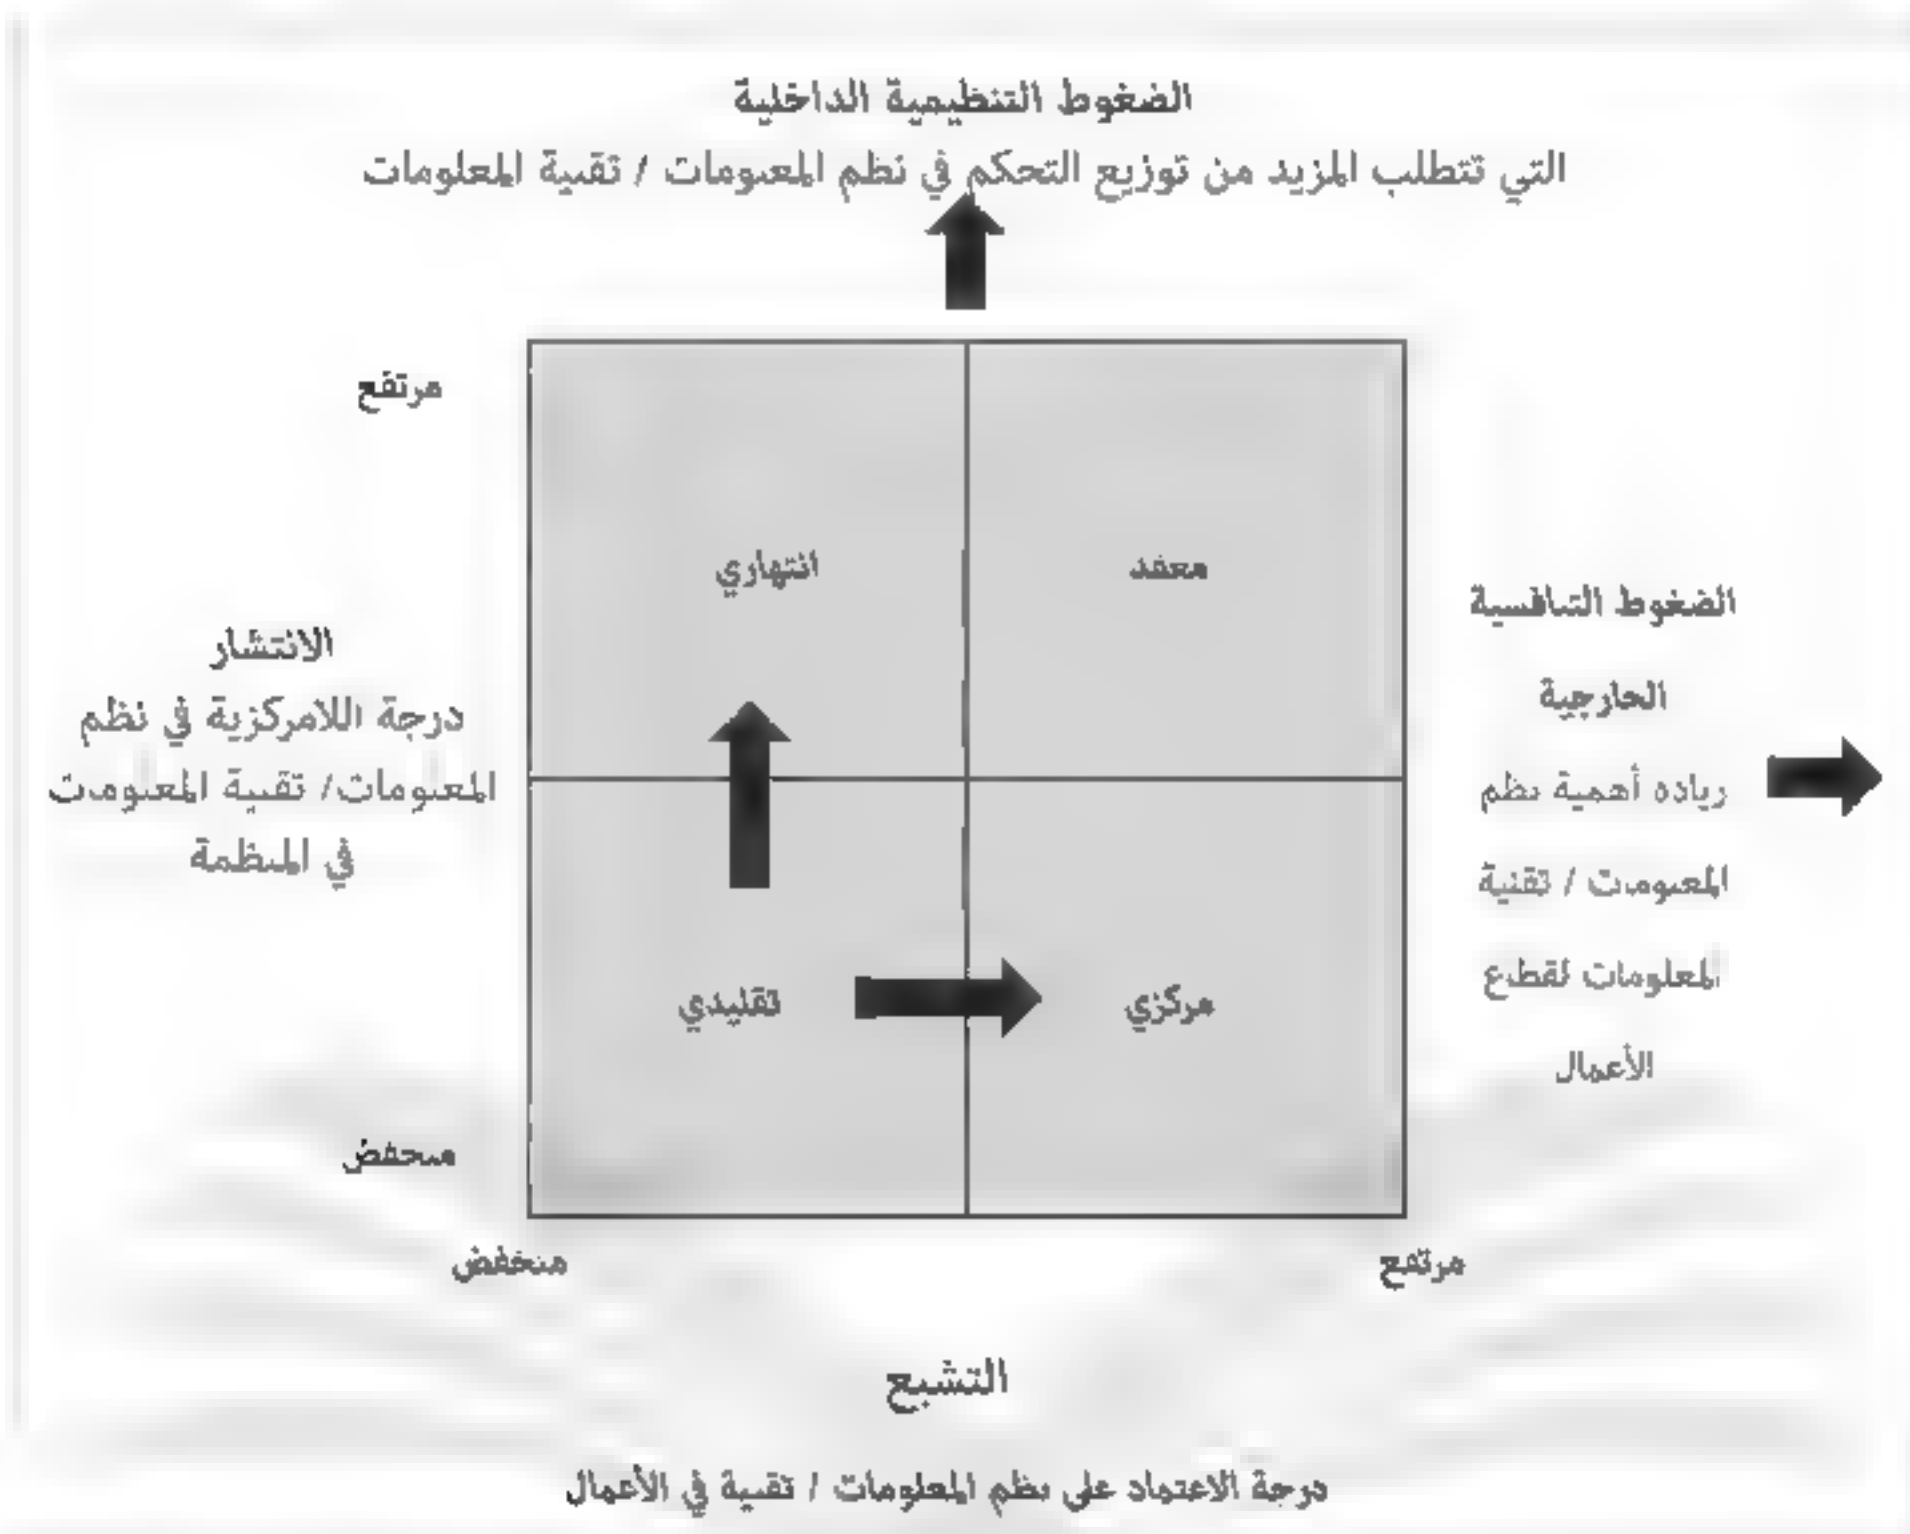 الضغوط التنظيمية الداخلية
التي تتطلب المزيد من توزيع التحكم في نظم المعلومات / تقنية المعلومات
مرتفع
انتهازي
معقد
الانتشار
درجة اللامركزية في نظم
المعلومات/ تقنية المعلومات
في المنظمة
الضغوط التنافسية
الخارجية
زيادة أهمية نظم
المعلومات / تقنية
المعلومات لقطاع
الأعمال
تقليدي
مركزي
منخفض
منخفض
مرتفع
التشبع
درجة الاعتماد على نظم المعلومات / تقنية في الأعمال